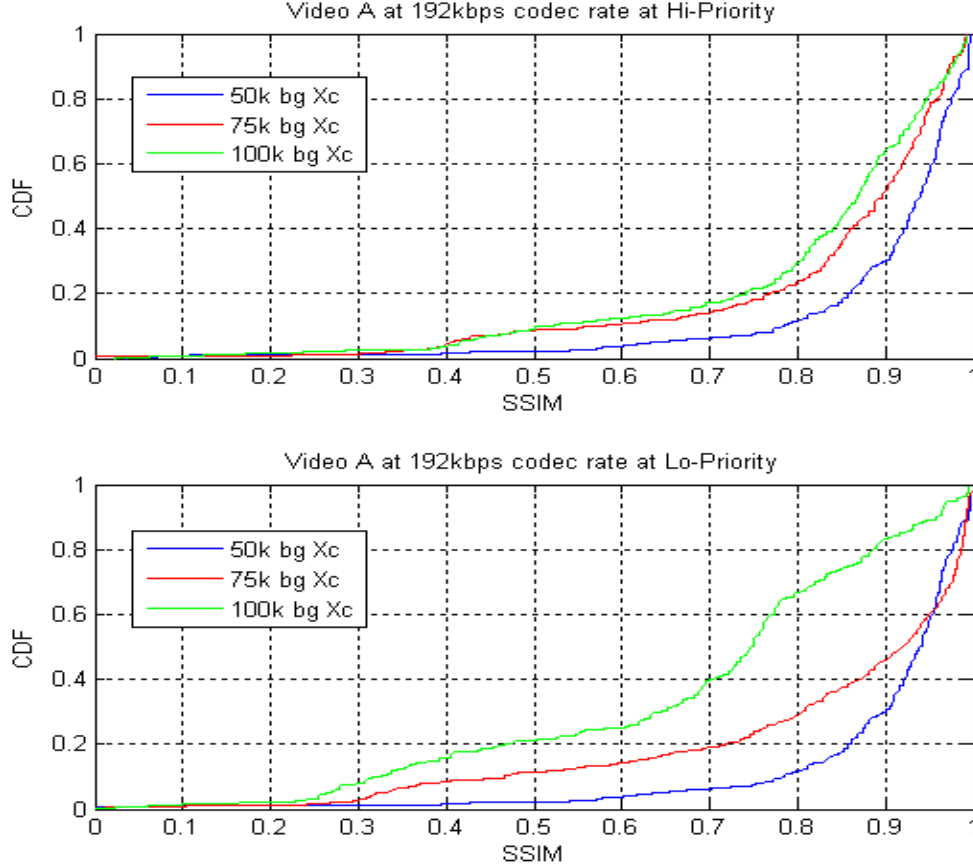 Video A at 192kbps codec rate at Hi-Priority
1
0.8
0.6
0.4
0.2
0
CDF
50k bg Xc
75k bg Xc
100k bg Xc
0 0.1 0.2 0.3 0.4 0.5 0.6 0.7 0.8 0.9 1
SSIM
Video A at 192kbps codec rate at Lo-Priority
1
0.8
0.6
0.4
0.2
0
CDF
50k bg Xc
75k bg Xc
100k bg Xc
0 0.1 0.2 0.3 0.4 0.5 0.6 0.7 0.8 0.9 1
SSIM